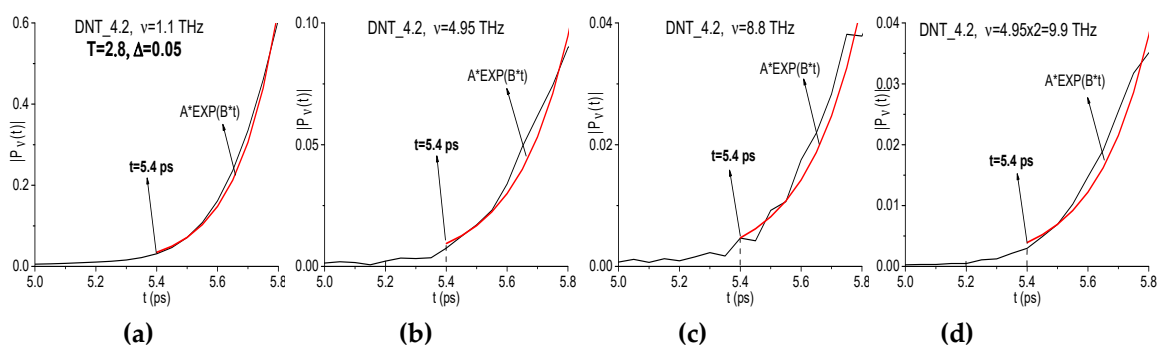 DNT_4.2, ν=1.1 THz
T=2.8, Δ=0.05
A*EXP(B*t)
t=5.4 ps
|Pν(t)|
0.6
0.4
0.2
0.0
5.0 5.2 5.4 5.6 5.8
t (ps)
(a)
DNT_4.2, ν=4.95 THz
A*EXP(B*t)
t=5.4 ps
|Pν(t)|
0.10
0.05
0.00
5.0 5.2 5.4 5.6 5.8
t (ps)
(b)
DNT_4.2, ν=8.8 THz
A*EXP(B*t)
t=5.4 ps
|Pν(t)|
0.04
0.02
0.00
5.0 5.2 5.4 5.6 5.8
t (ps)
(c)
DNT_4.2, ν=4.95x2=9.9 THz
A*EXP(B*t)
t=5.4 ps
|Pν(t)|
0.04
0.03
0.02
0.01
0.00
5.0 5.2 5.4 5.6 5.8
t (ps)
(d)